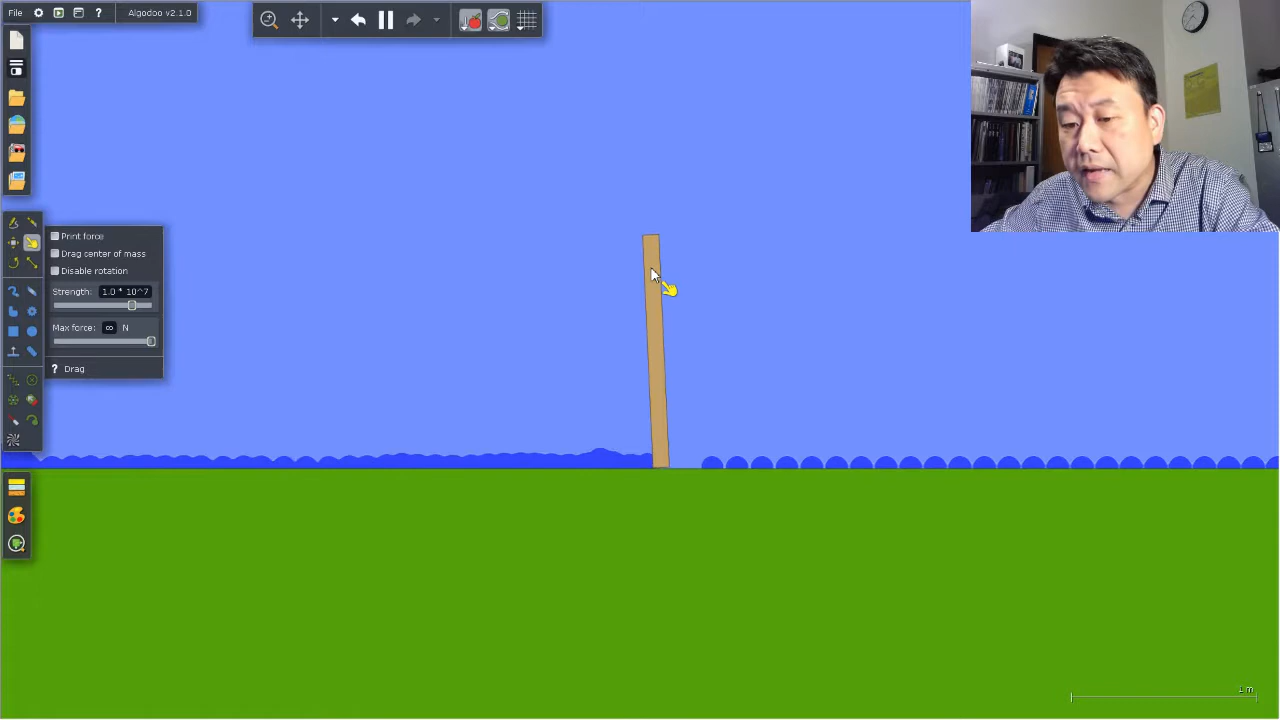 File ? Algodoo v2.1.0
Print force
Drag center of mass
Disable rotation
Strength: 1.0 * 10^7
Max force: ∞ N
? Drag
1 m